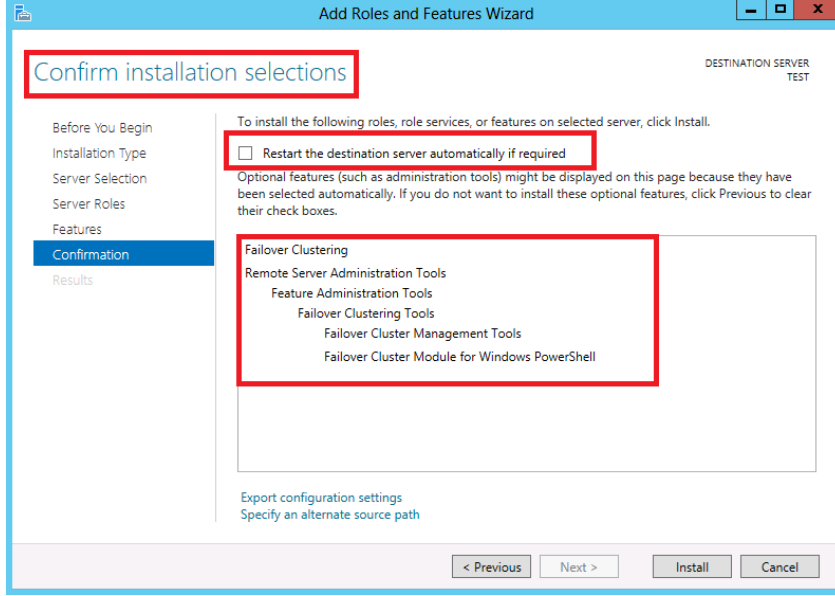 Add Roles and Features Wizard
Confirm installation selections
DESTINATION SERVER
TEST
Before You Begin
Installation Type
Server Selection
Server Roles
Features
Confirmation
Results
To install the following roles, role services, or features on selected server, click Install.
Restart the destination server automatically if required
Optional features (such as administration tools) might be displayed on this page because they have
been selected automatically. If you do not want to install these optional features, click Previous to clear
their check boxes.
Failover Clustering
Remote Server Administration Tools
Feature Administration Tools
Failover Clustering Tools
Failover Cluster Management Tools
Failover Cluster Module for Windows PowerShell
Export configuration settings
Specify an alternate source path
< Previous
Next >
Install
Cancel